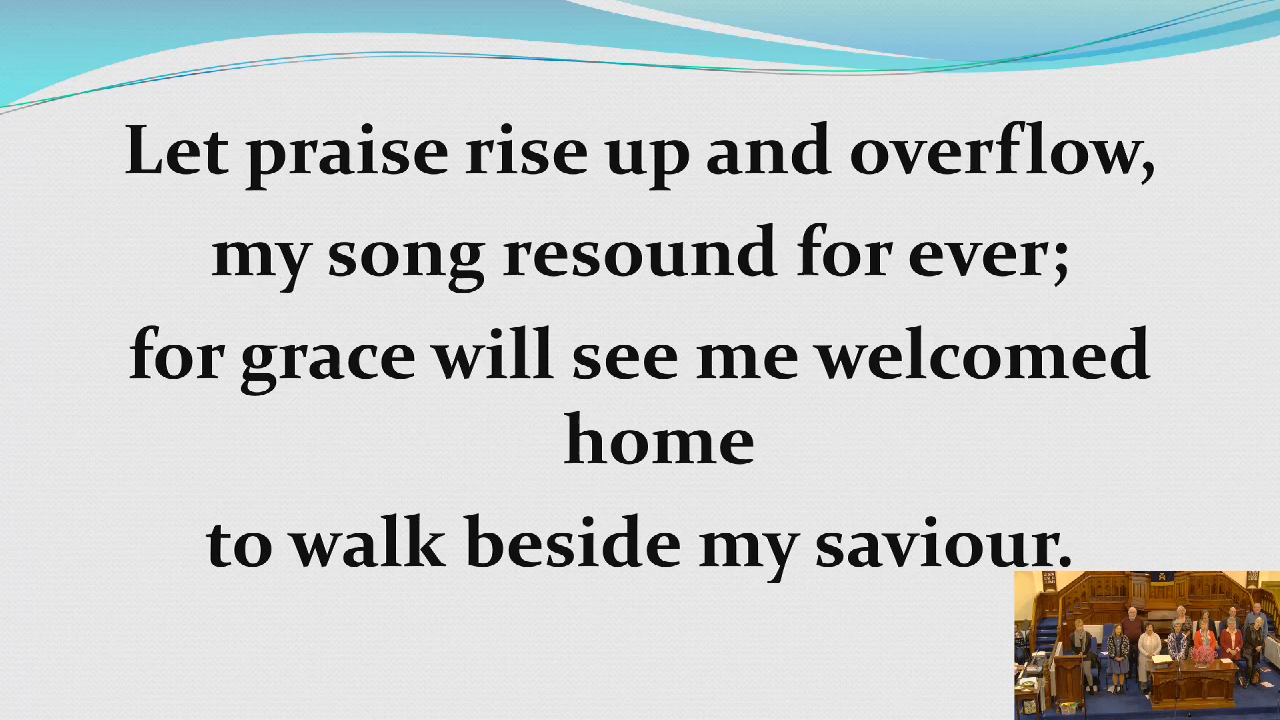 Let praise rise up and overflow,
my song resound for ever;
for grace will see me welcomed
home
to walk beside my saviour.